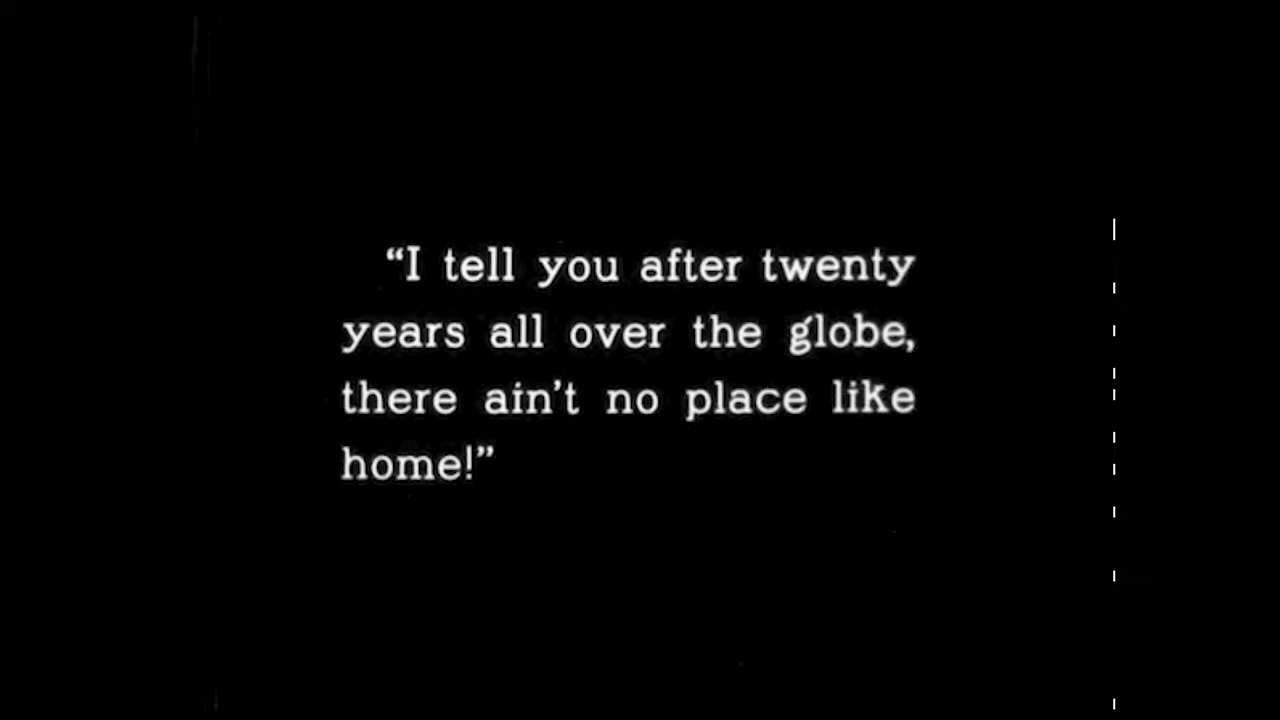 “I tell you after twenty
years all over the globe,
there ain't no place like
home!”